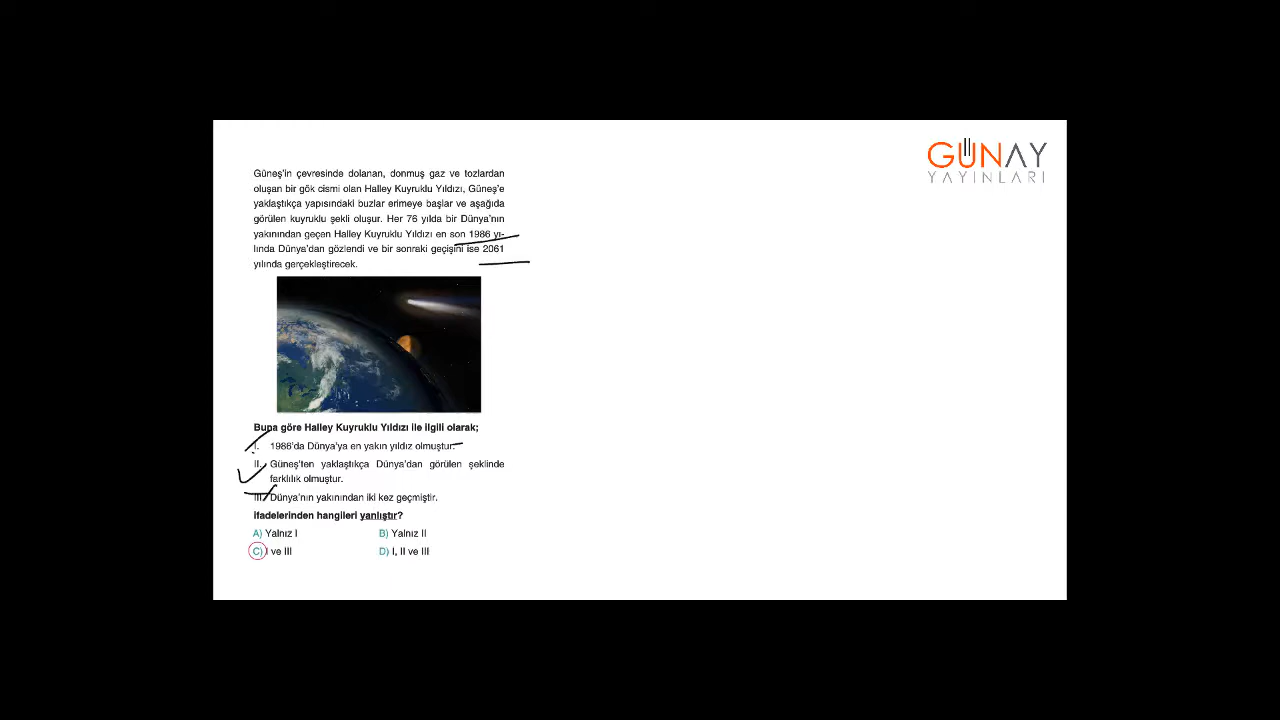 GÜNAY
YAYINLARI
Güneş'in çevresinde dolanan, donmuş gaz ve tozlardan
oluşan bir gök cismi olan Halley Kuyruklu Yıldızı, Güneş'e
yaklaştıkça yapısındaki buzlar erimeye başlar ve aşağıda
görülen kuyruklu şekli oluşur. Her 76 yılda bir Dünya'nın
yakınından geçen Halley Kuyruklu Yıldızı en son 1986 yı-
lında Dünya'dan gözlendi ve bir sonraki geçişini ise 2061
yılında gerçekleştirecek.
Buna göre Halley Kuyruklu Yıldızı ile ilgili olarak;
I. 1986'da Dünya'ya en yakın yıldız olmuştur.
II. Güneş'ten yaklaştıkça Dünya'dan görülen şeklinde
farklılık olmuştur.
III. Dünya'nın yakınından iki kez geçmiştir.
ifadelerinden hangileri yanlıştır?
A) Yalnız I B) Yalnız II
C) I ve III D) I, II ve III